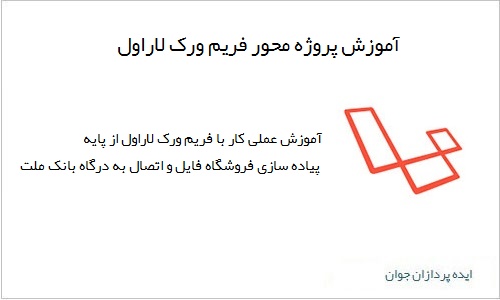 آموزش پروژه محور فریم ورک لاراول
آموزش عملی کار با فریم ورک لاراول از پایه
پیاده سازی فروشگاه فایل و اتصال به درگاه بانک ملت
ایده پردازان جوان